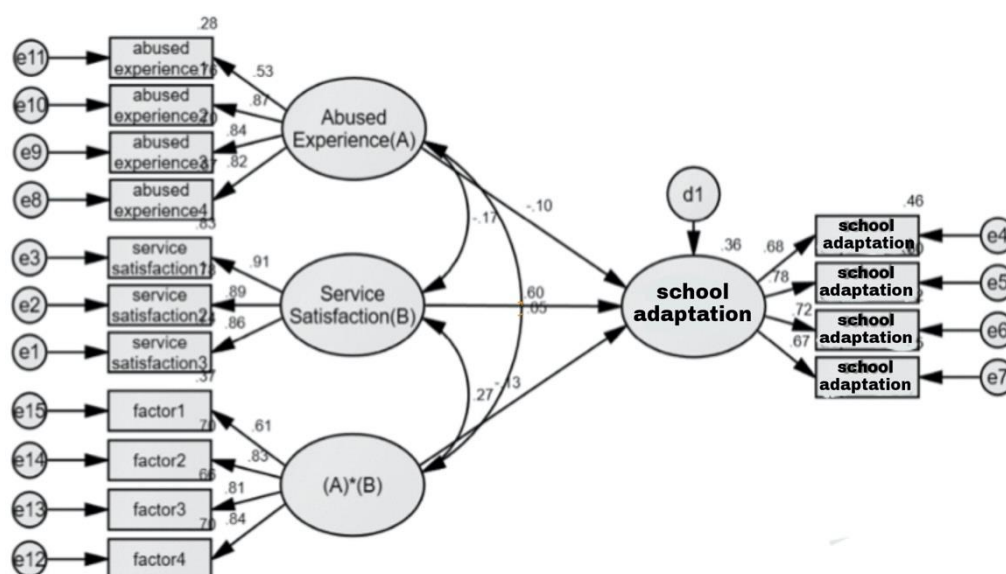 .28
e11
abused
experience1
.53
e10
abused
experience2
.87
e9
abused
experience3
.84
e8
abused
experience4
.82
Abused
Experience(A)
.83
e3
service
satisfaction1
.91
e2
service
satisfaction2
.89
e1
service
satisfaction3
.86
Service
Satisfaction(B)
.37
e15
factor1
.61
.70
e14
factor2
.83
.66
e13
factor3
.81
.70
e12
factor4
.84
(A)*(B)
-.17
.27
-.10
.60
-.13
d1
.36
school
adaptation
.46
.68
school
adaptation
e4
.78
school
adaptation
e5
.72
school
adaptation
e6
.67
school
adaptation
e7